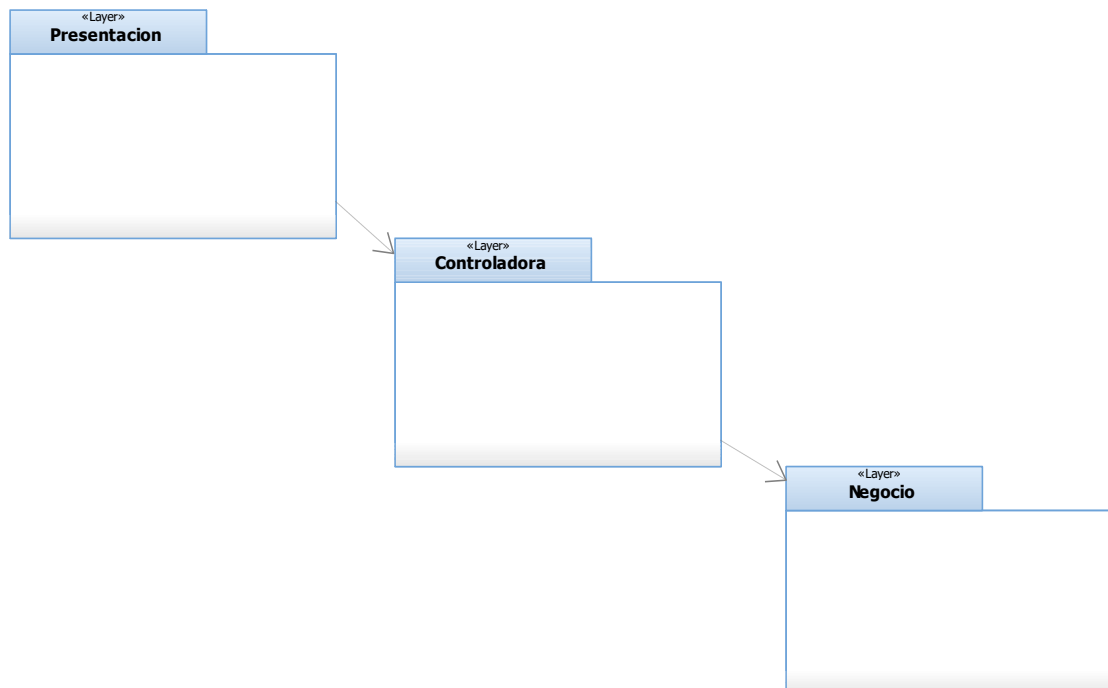 «Layer»
Presentacion
«Layer»
Controladora
«Layer»
Negocio